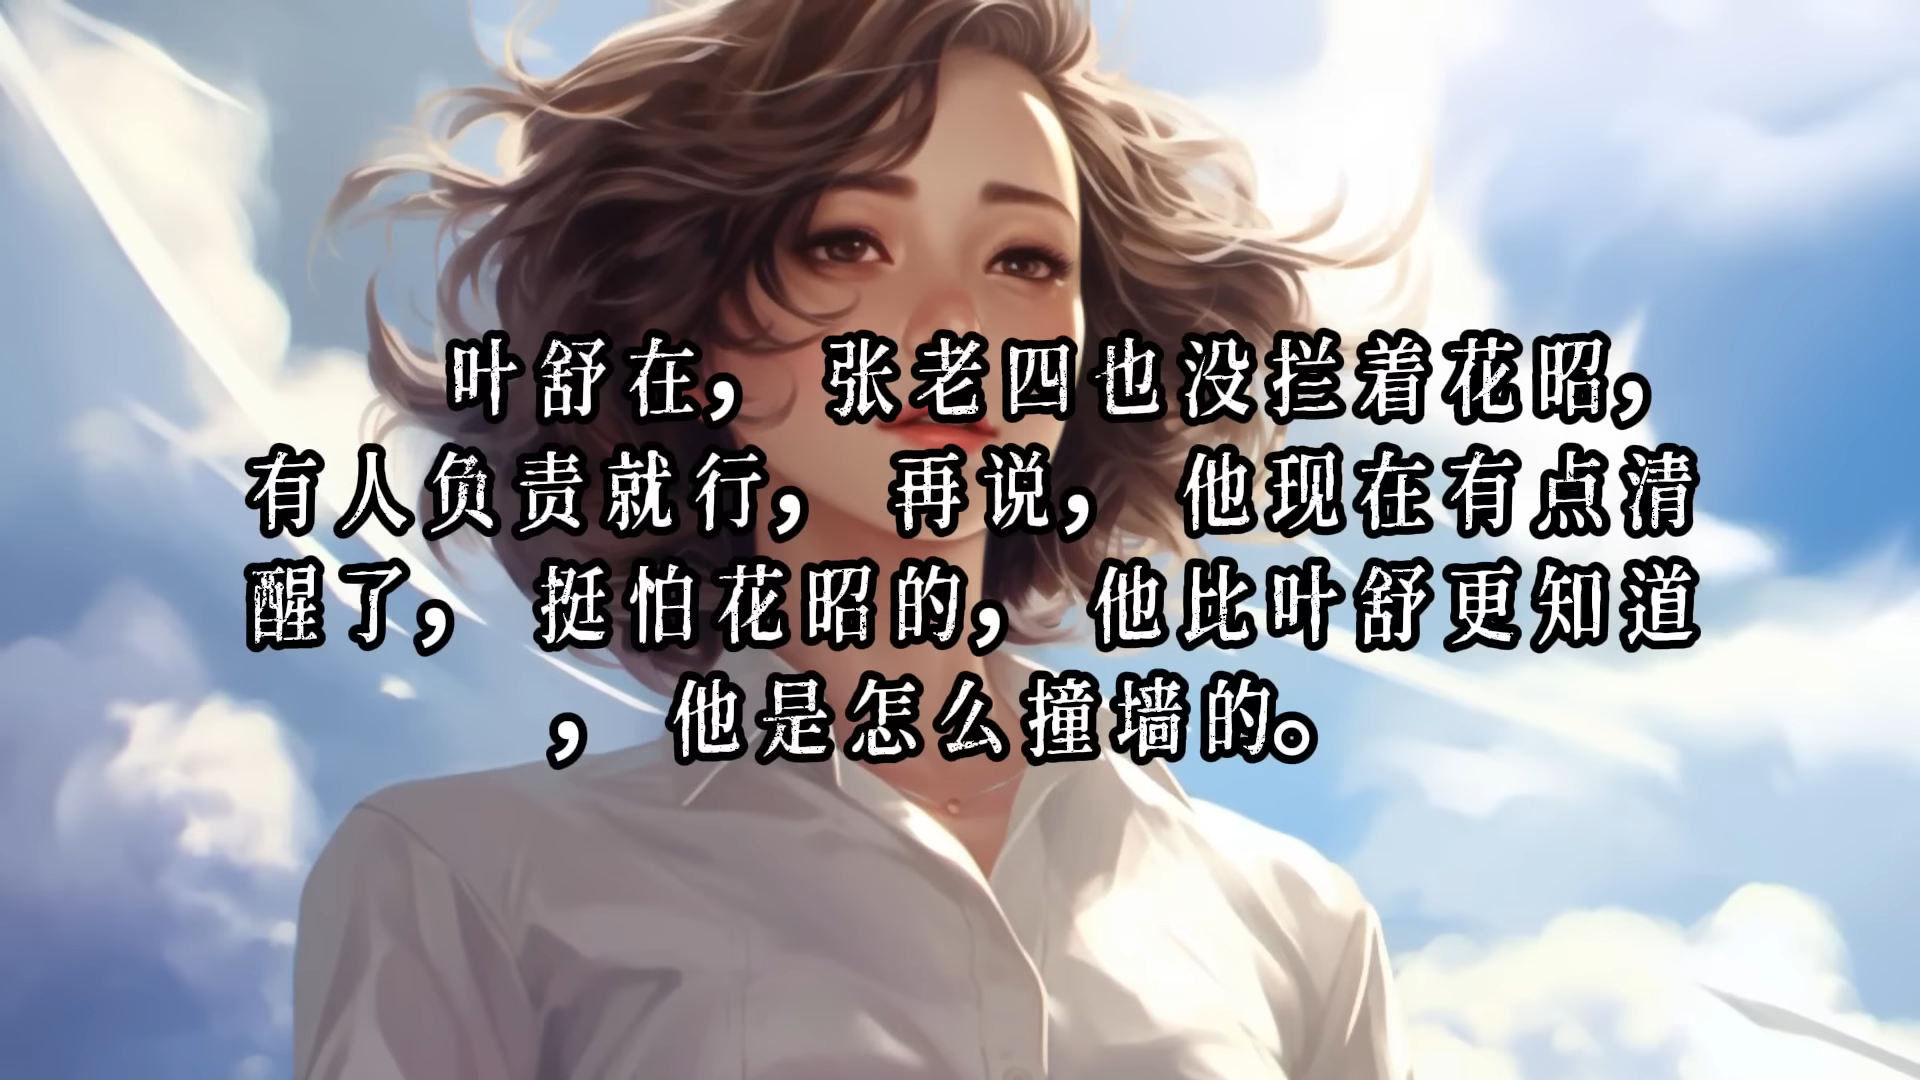 叶舒在，张老四也没拦着花昭，
有人负责就行，再说，他现在有点清
醒了，挺怕花昭的，他比叶舒更知道
，他是怎么撞墙的。